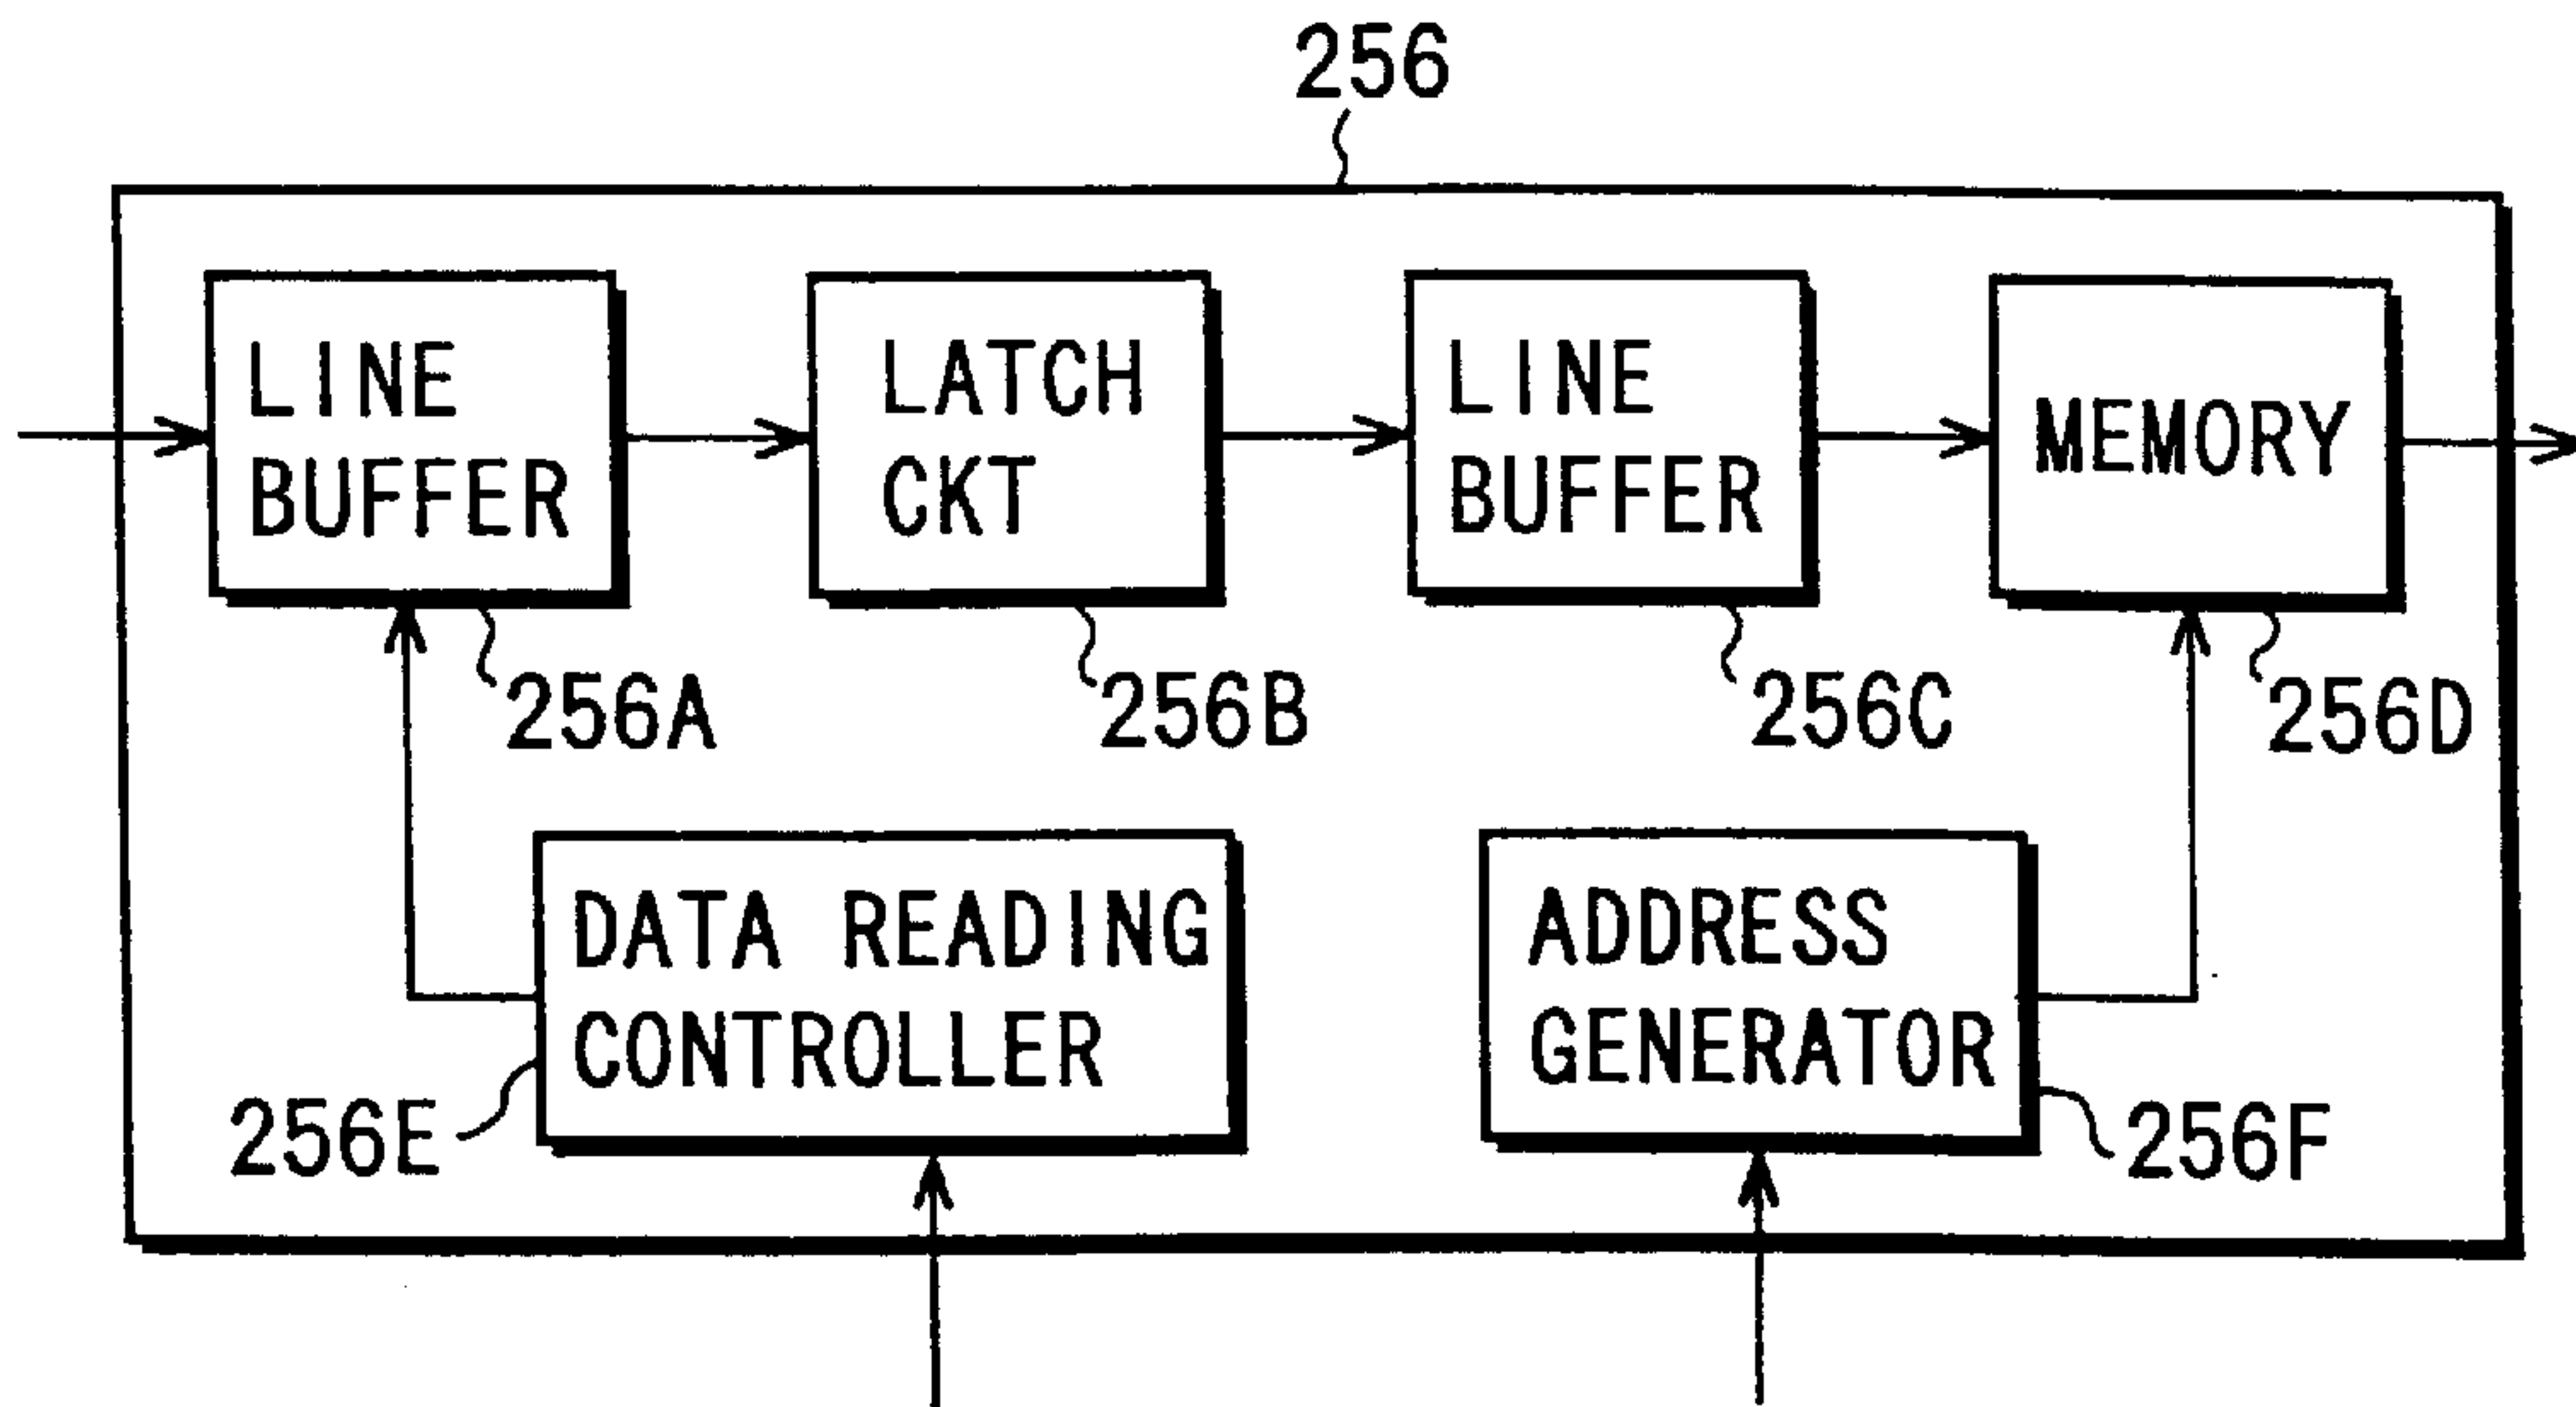 256
LINE
BUFFER
LATCH
CKT
LINE
BUFFER
MEMORY
256A
256B
256C
256D
DATA READING
CONTROLLER
ADDRESS
GENERATOR
256E
256F